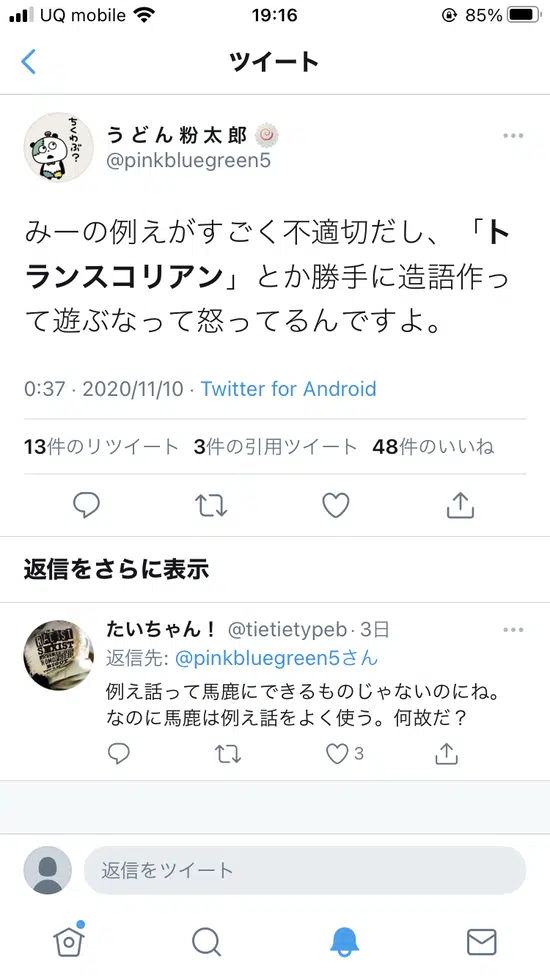 UQ mobile 19:16 85%
ツイート
ちくわぶ？
うどん粉太郎🍥
@pinkbluegreen5
みーの例えがすごく不適切だし、「ト
ランスコリアン」とか勝手に造語作っ
て遊ぶなって怒ってるんですよ。
0:37 · 2020/11/10 · Twitter for Android
13件のリツイート 3件の引用ツイート 48件のいいね
返信をさらに表示
たいちゃん！ @tietietypeb · 3日
返信先: @pinkbluegreen5さん
例え話って馬鹿にできるものじゃないのにね。
なのに馬鹿は例え話をよく使う。何故だ？
3
返信をツイート